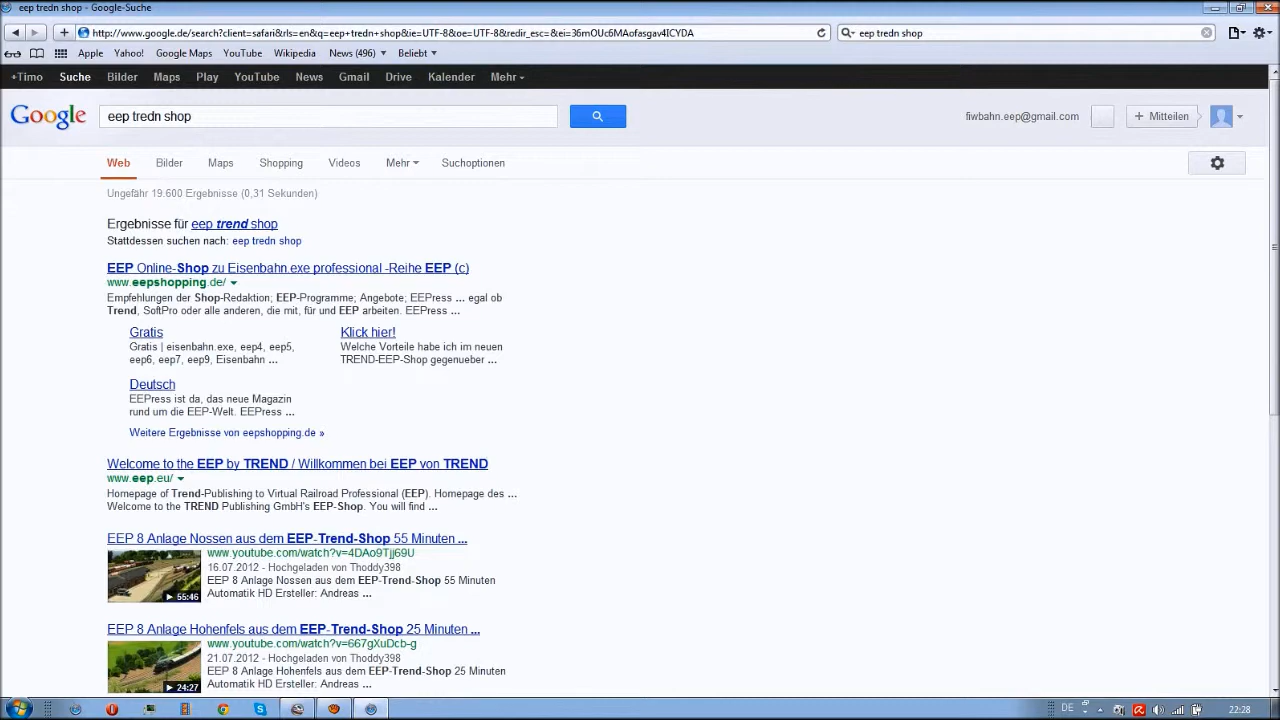 eep tredn shop - Google-Suche
http://www.google.de/search?client=safari&rls=en&q=eep+tredn+shop&ie=UTF-8&oe=UTF-8&redir_esc=&ei=36mOUc6MAofasgav4ICYDA
eep tredn shop
Apple Yahoo! Google Maps YouTube Wikipedia News (496) Beliebt
+Timo Suche Bilder Maps Play YouTube News Gmail Drive Kalender Mehr
Google eep tredn shop fiwbahn.eep@gmail.com + Mitteilen
Web Bilder Maps Shopping Videos Mehr Suchoptionen
Ungefähr 19.600 Ergebnisse (0,31 Sekunden)
Ergebnisse für eep trend shop
Stattdessen suchen nach: eep tredn shop
EEP Online-Shop zu Eisenbahn.exe professional -Reihe EEP (c)
www.eepshopping.de/
Empfehlungen der Shop-Redaktion; EEP-Programme; Angebote; EEPress ... egal ob
Trend, SoftPro oder alle anderen, die mit, für und EEP arbeiten. EEPress ...
Gratis
Gratis | eisenbahn.exe, eep4, eep5,
eep6, eep7, eep9, Eisenbahn ...
Klick hier!
Welche Vorteile habe ich im neuen
TREND-EEP-Shop gegenueber ...
Deutsch
EEPress ist da, das neue Magazin
rund um die EEP-Welt. EEPress ...
Weitere Ergebnisse von eepshopping.de »
Welcome to the EEP by TREND / Willkommen bei EEP von TREND
www.eep.eu/
Homepage of Trend-Publishing to Virtual Railroad Professional (EEP). Homepage des ...
Welcome to the TREND Publishing GmbH's EEP-Shop. You will find ...
EEP 8 Anlage Nossen aus dem EEP-Trend-Shop 55 Minuten ...
www.youtube.com/watch?v=4DAo9Tjj69U
16.07.2012 - Hochgeladen von Thoddy398
EEP 8 Anlage Nossen aus dem EEP-Trend-Shop 55 Minuten
Automatik HD Ersteller: Andreas ...
55:46
EEP 8 Anlage Hohenfels aus dem EEP-Trend-Shop 25 Minuten ...
www.youtube.com/watch?v=667gXuDcb-g
21.07.2012 - Hochgeladen von Thoddy398
EEP 8 Anlage Hohenfels aus dem EEP-Trend-Shop 25 Minuten
Automatik HD Ersteller: Andreas ...
24:27
DE 22:28